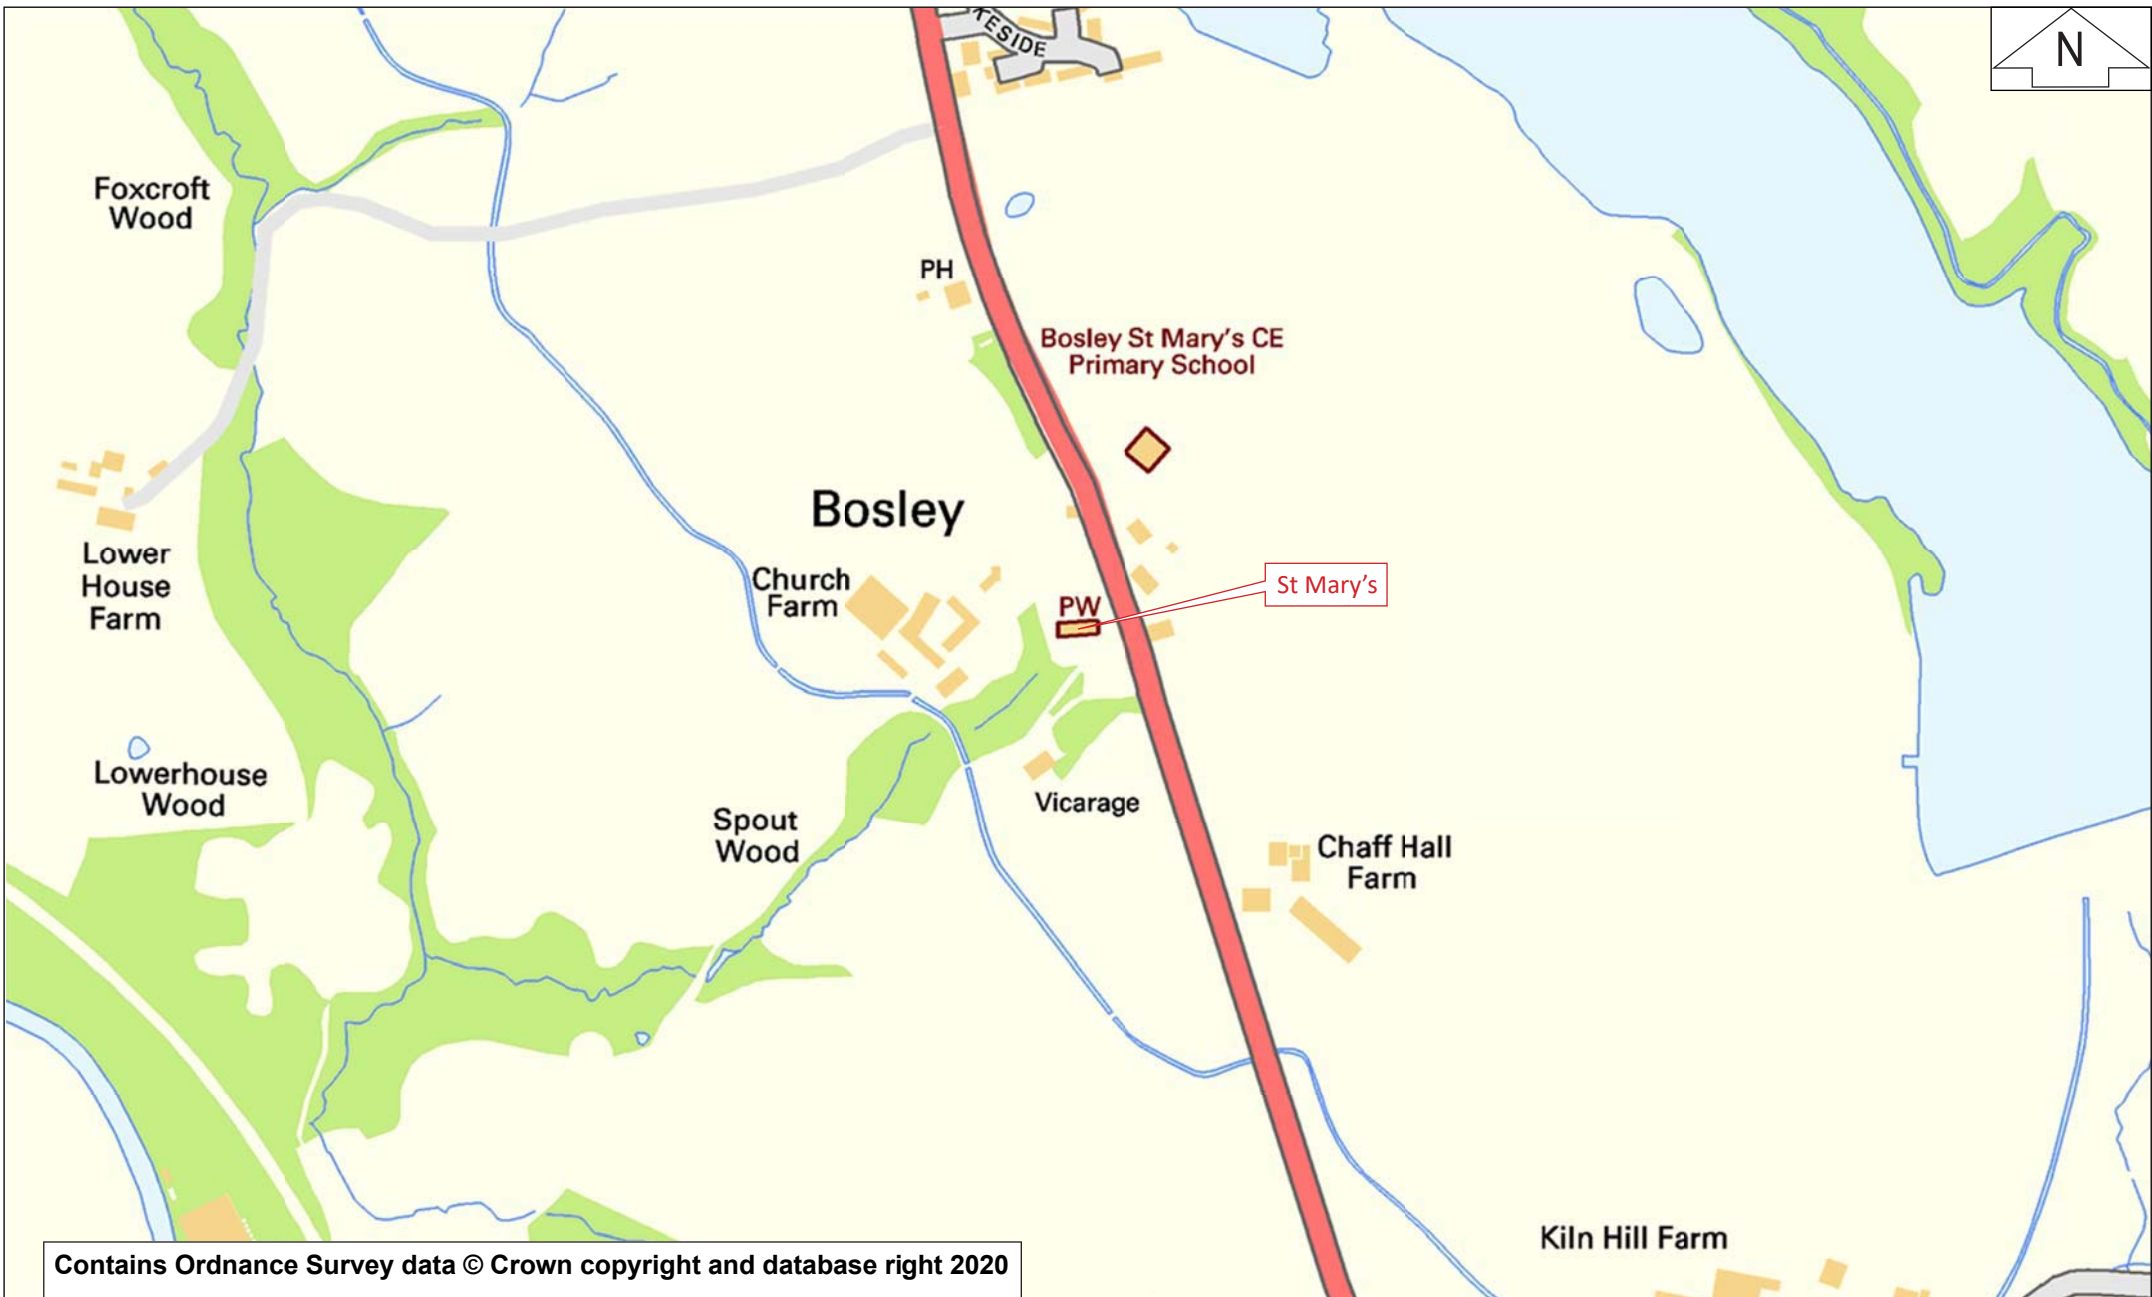 TESIDE
N
Foxcroft
Wood
PH
Bosley St Mary's CE
Primary School
Bosley
Lower
House
Farm
Church
Farm
PW
St Mary's
Lowerhouse
Wood
Spout
Wood
Vicarage
Chaff Hall
Farm
Kiln Hill Farm
Contains Ordnance Survey data © Crown copyright and database right 2020